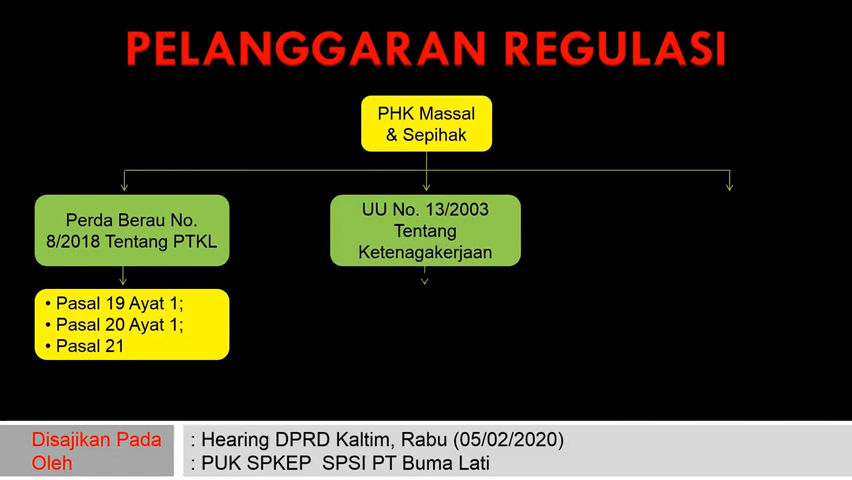 PELANGGARAN REGULASI
PHK Massal
& Sepihak
Perda Berau No.
8/2018 Tentang PTKL
UU No. 13/2003
Tentang
Ketenagakerjaan
• Pasal 19 Ayat 1;
• Pasal 20 Ayat 1;
• Pasal 21
Disajikan Pada : Hearing DPRD Kaltim, Rabu (05/02/2020)
Oleh : PUK SPKEP SPSI PT Buma Lati